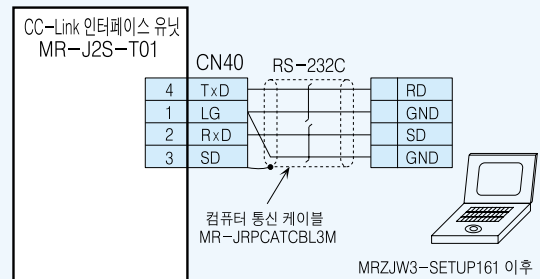 CC-Link 인터페이스 유닛
MR-J2S-T01
CN40
RS-232C
4 TxD RD
1 LG GND
2 RxD SD
3 SD GND
컴퓨터 통신 케이블
MR-JRPCATCBL3M
MRZJW3-SETUP161 이후